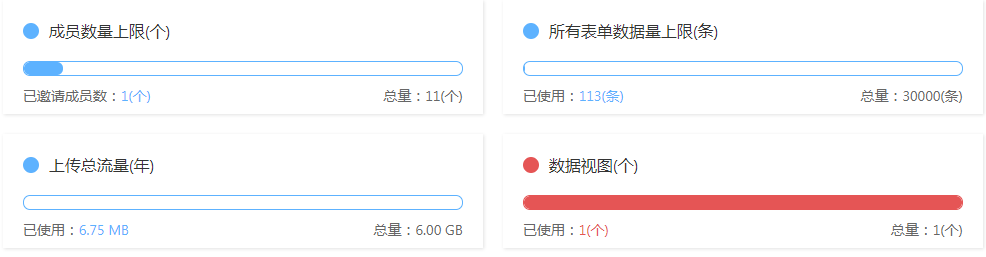 成员数量上限(个)
已邀请成员数：1(个) 总量：11(个)
所有表单数据量上限(条)
已使用：113(条) 总量：30000(条)
上传总流量(年)
已使用：6.75 MB 总量：6.00 GB
数据视图(个)
已使用：1(个) 总量：1(个)